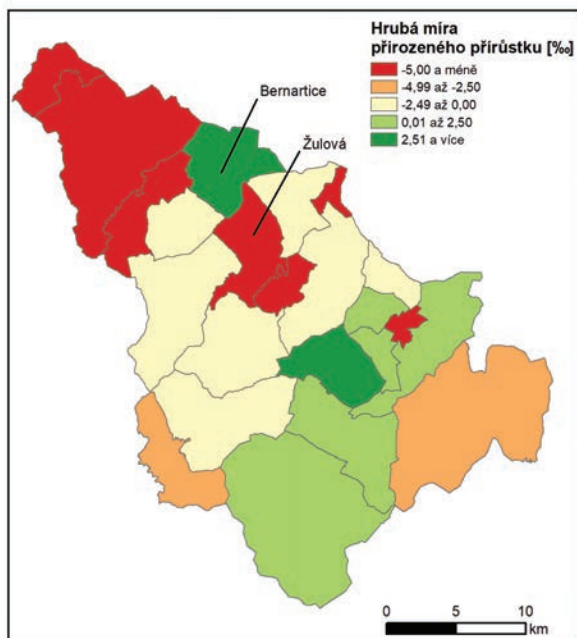 Hrubá míra
přirozeného přírůstku [‰]
-5,00 a méně
-4,99 až -2,50
-2,49 až 0,00
0,01 až 2,50
2,51 a více
Bernartice
Žulová
0 5 10
km